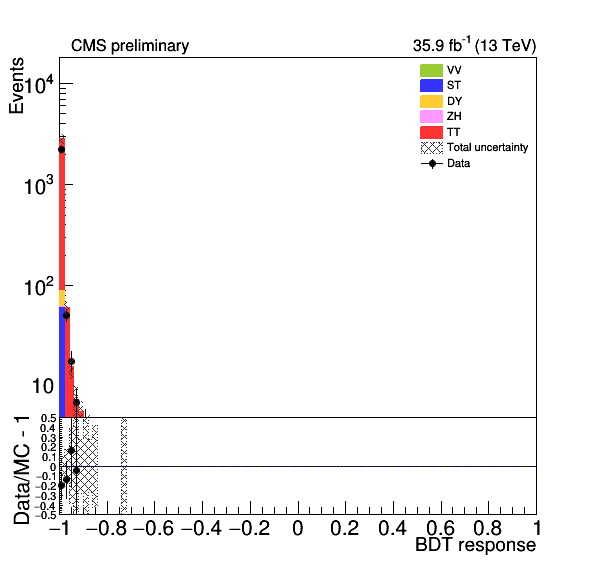 CMS preliminary 35.9 fb⁻¹ (13 TeV)
Events
10⁴
10³
10²
10
VV
ST
DY
ZH
TT
Total uncertainty
Data
Data/MC - 1
0.5
0.4
0.3
0.2
0.1
0
−0.1
−0.2
−0.3
−0.4
−0.5
−1 −0.8 −0.6 −0.4 −0.2 0 0.2 0.4 0.6 0.8 1
BDT response